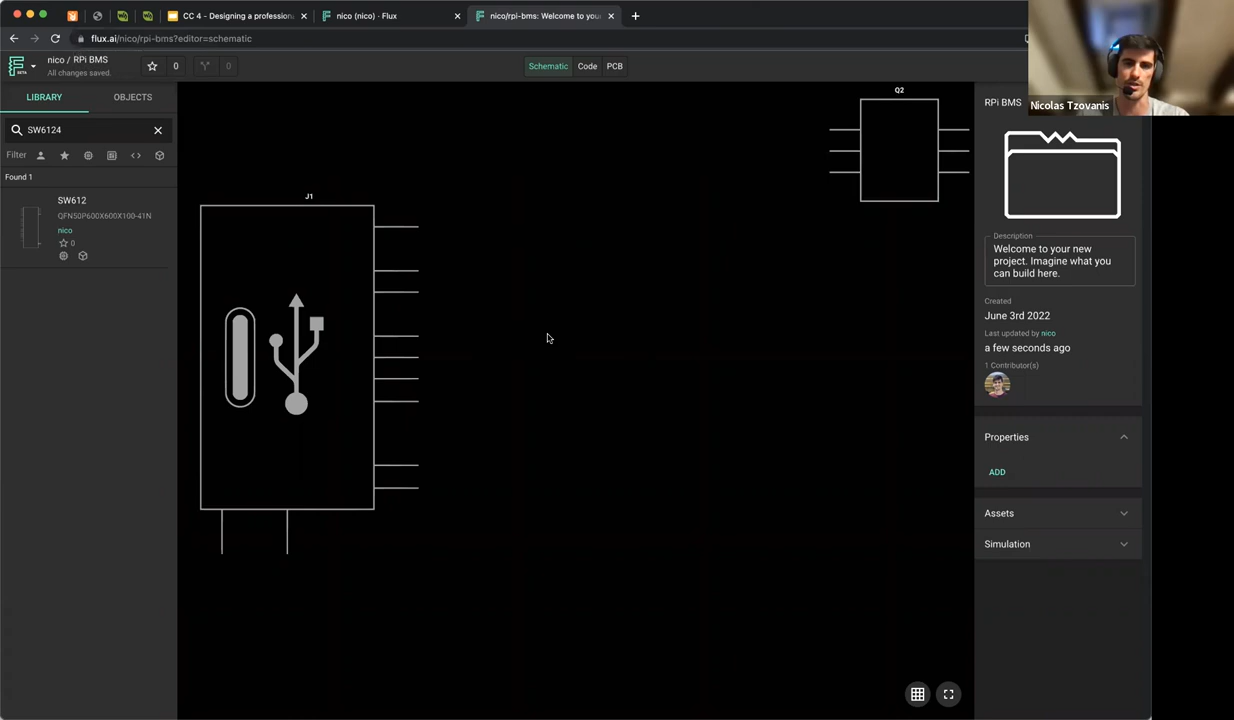 CC 4 - Designing a profession
nico (nico) · Flux
nico/rpi-bms: Welcome to your
flux.ai/nico/rpi-bms?editor=schematic
nico / RPi BMS
All changes saved.
BETA
0
0
Schematic
Code
PCB
Nicolas Tzovanis
LIBRARY
OBJECTS
SW6124
Filter
Found 1
SW612
QFN50P600X600X100-41N
nico
0
J1
Q2
RPi BMS
Description
Welcome to your new
project. Imagine what you
can build here.
Created
June 3rd 2022
Last updated by nico
a few seconds ago
1 Contributor(s)
Properties
ADD
Assets
Simulation